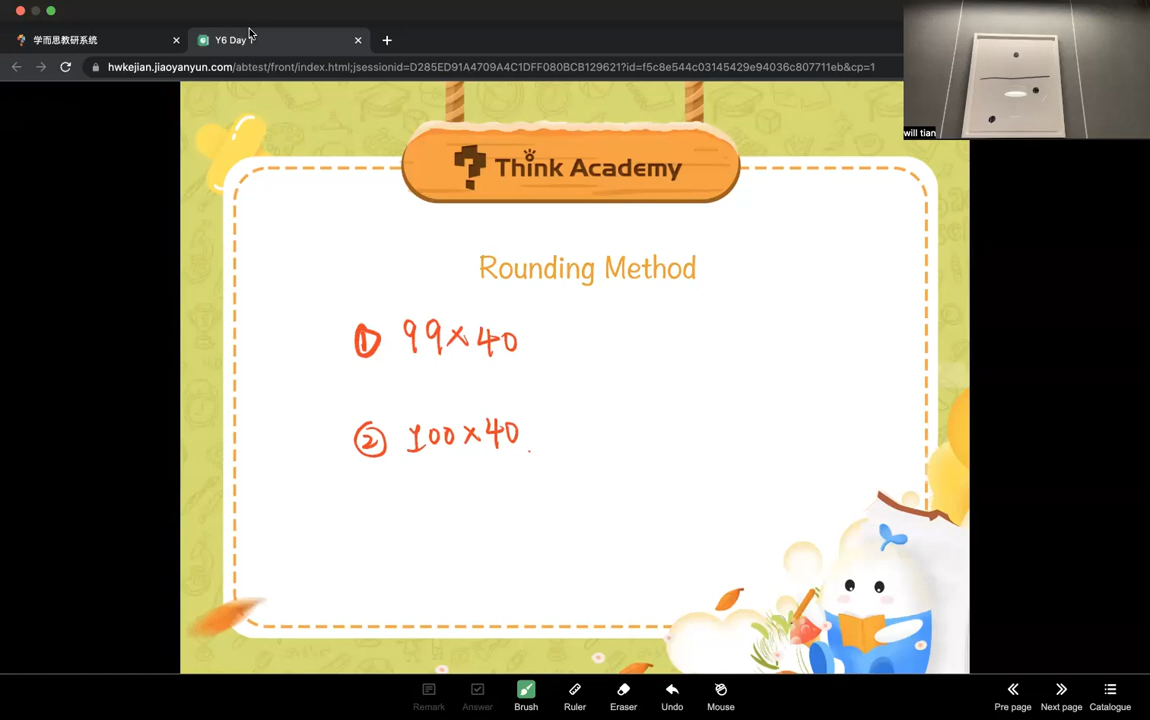 学而思教研系统
Y6 Day 1
hwkejian.jiaoyanyun.com/abtest/front/index.html;jsessionid=D285ED91A4709A4C1DFF080BCB129621?id=f5c8e544c03145429e94036c807711eb&cp=1
will tian
Think Academy
Rounding Method
① 99×40
② 100×40
Remark Answer Brush Ruler Eraser Undo Mouse Pre page Next page Catalogue